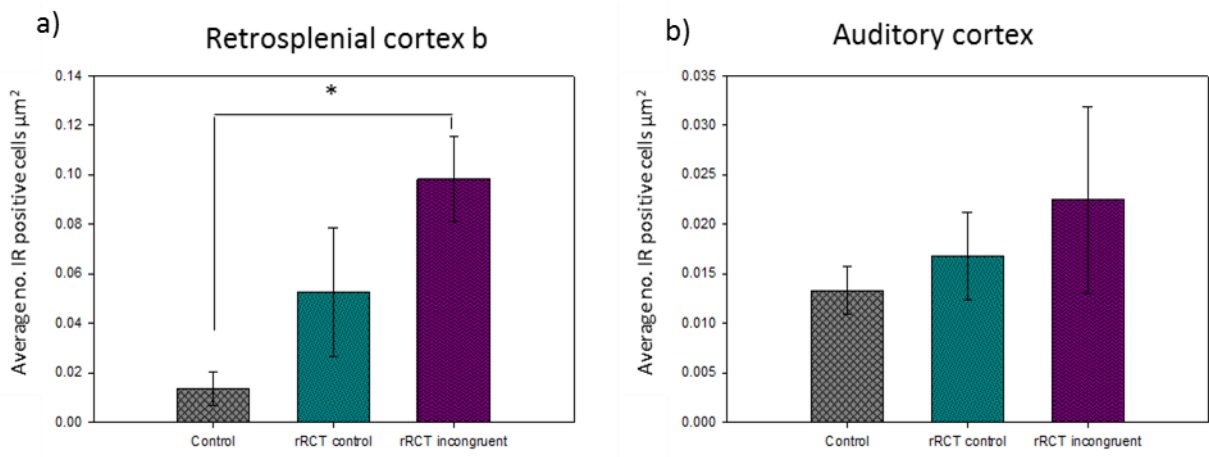 a)
Retrosplenial cortex b
Average no. IR positive cells µm²
0.14
0.12
0.10
0.08
0.06
0.04
0.02
0.00
*
Control
rRCT control
rRCT incongruent
b)
Auditory cortex
Average no. IR positive cells µm²
0.035
0.030
0.025
0.020
0.015
0.010
0.005
0.000
Control
rRCT control
rRCT incongruent